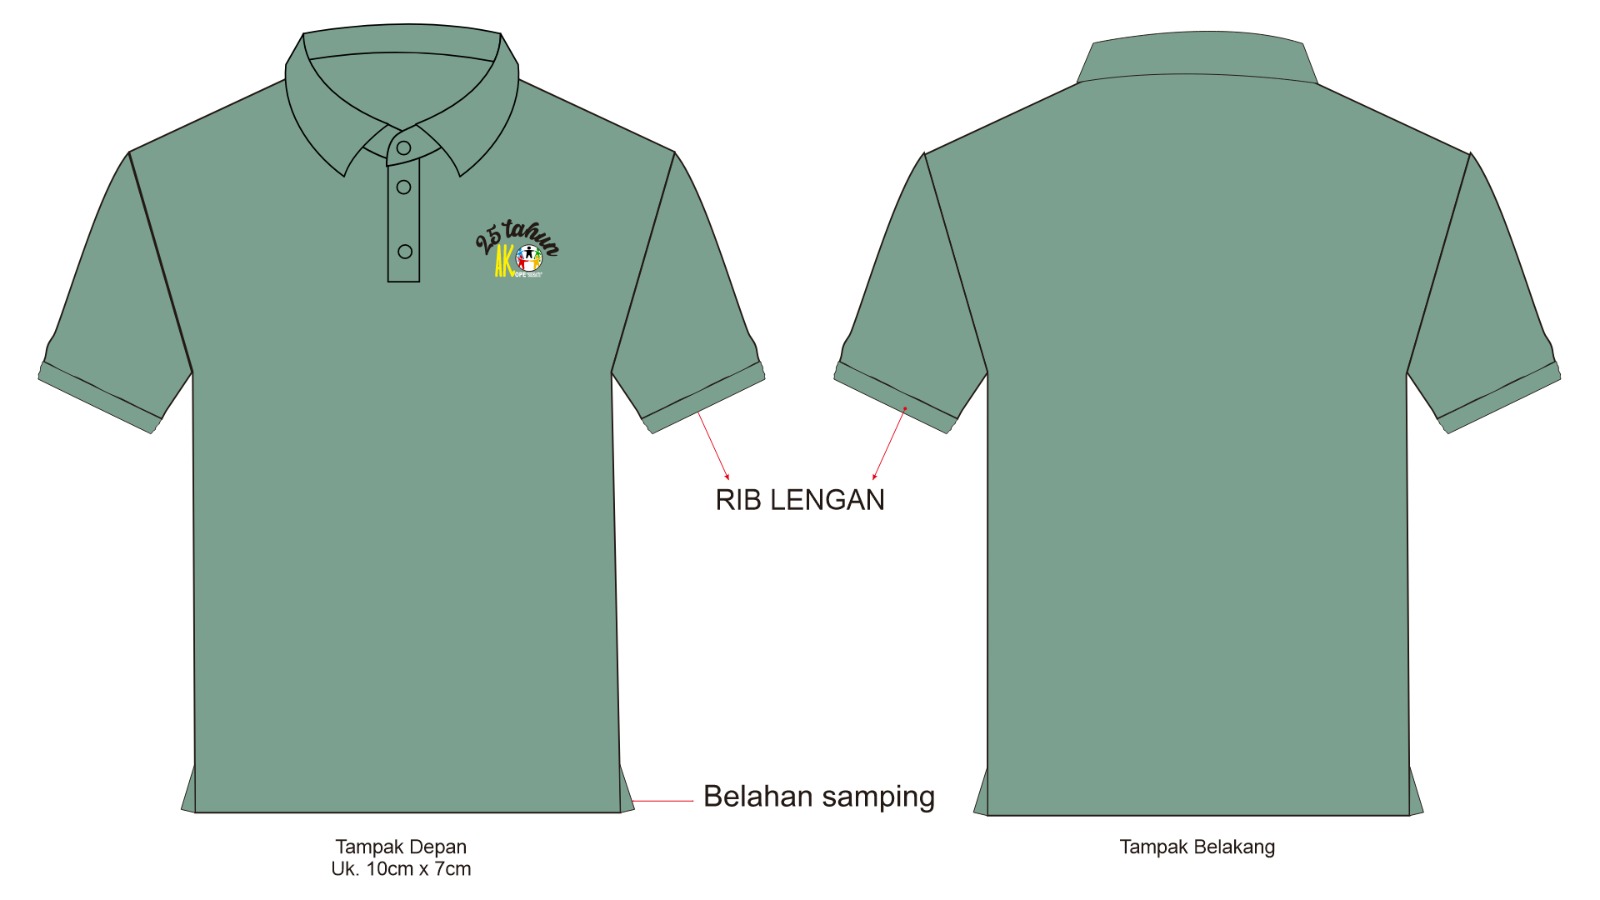 25 tahun
AK
OPE
RIB LENGAN
Belahan samping
Tampak Depan
Uk. 10cm x 7cm
Tampak Belakang